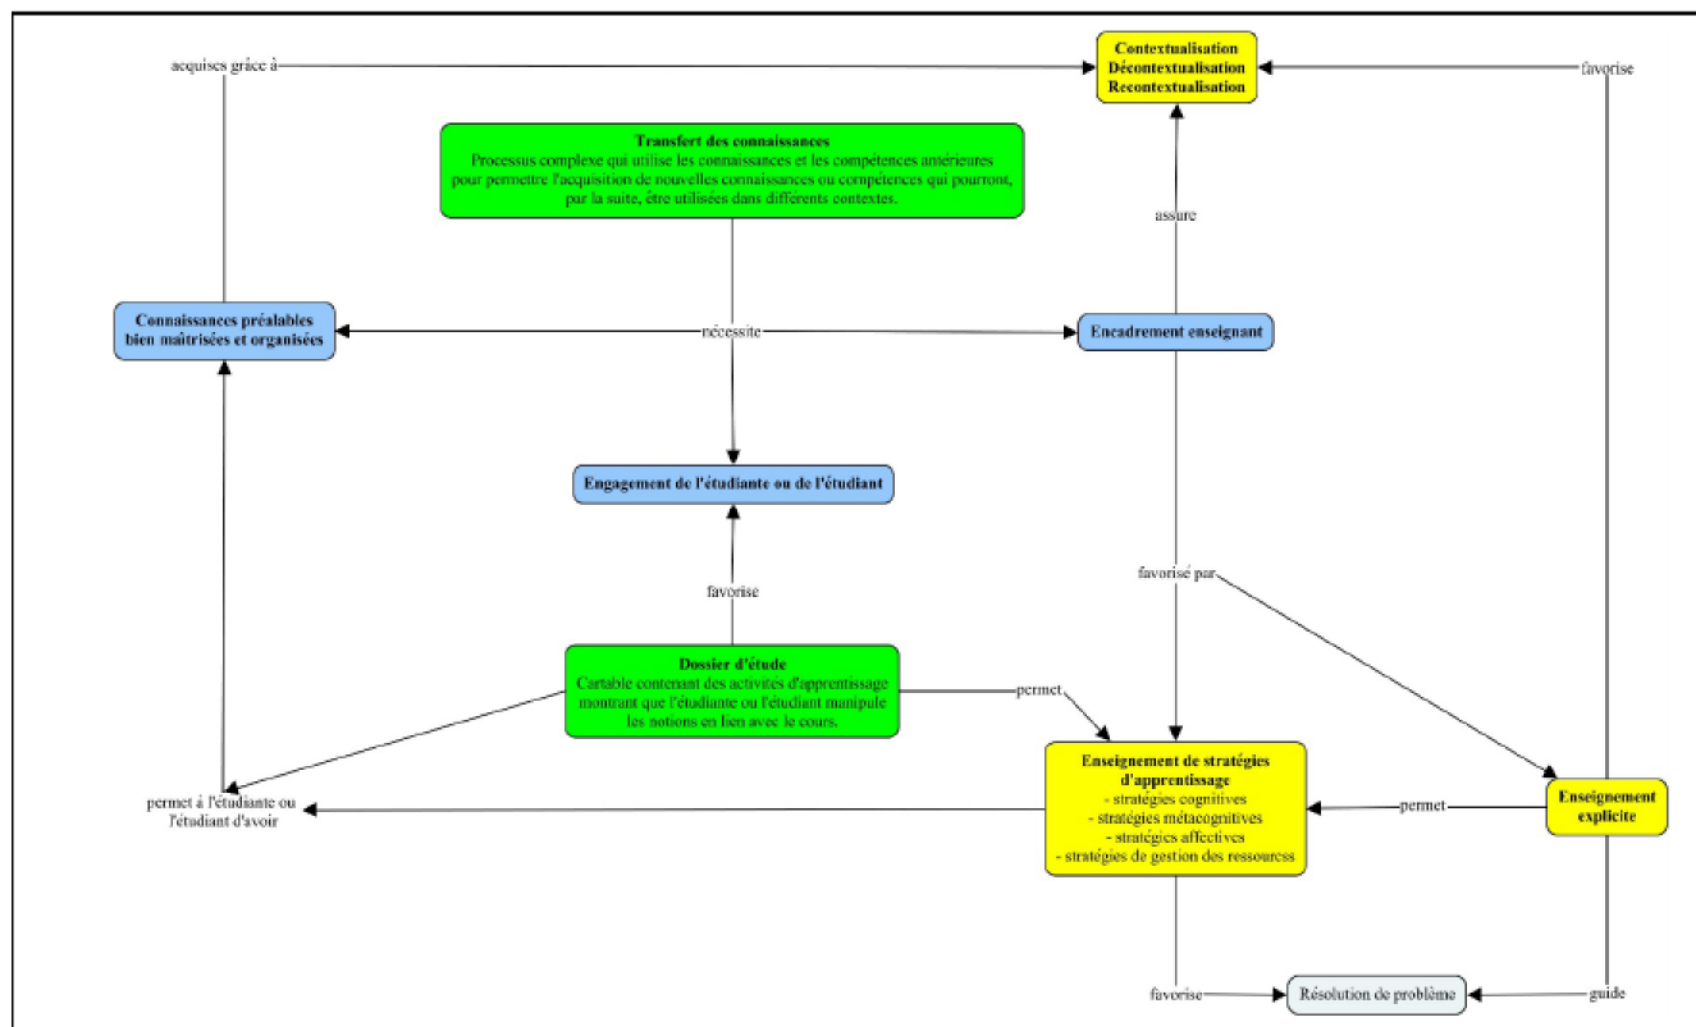 acquises grâce à
Contextualisation
Décontextualisation
Recontextualisation
favorise
Transfert des connaissances
Processus complexe qui utilise les connaissances et les compétences antérieures
pour permettre l'acquisition de nouvelles connaissances ou compétences qui pourront,
par la suite, être utilisées dans différents contextes.
assure
Connaissances préalables
bien maîtrisées et organisées
nécessite
Encadrement enseignant
Engagement de l'étudiante ou de l'étudiant
favorisé par
favorise
Dossier d'étude
Cartable contenant des activités d'apprentissage
montrant que l'étudiante ou l'étudiant manipule
les notions en lien avec le cours.
permet
Enseignement de stratégies
d'apprentissage
- stratégies cognitives
- stratégies métacognitives
- stratégies affectives
- stratégies de gestion des ressources
permet à l'étudiante ou
l'étudiant d'avoir
permet
Enseignement
explicite
favorise
Résolution de problème
guide